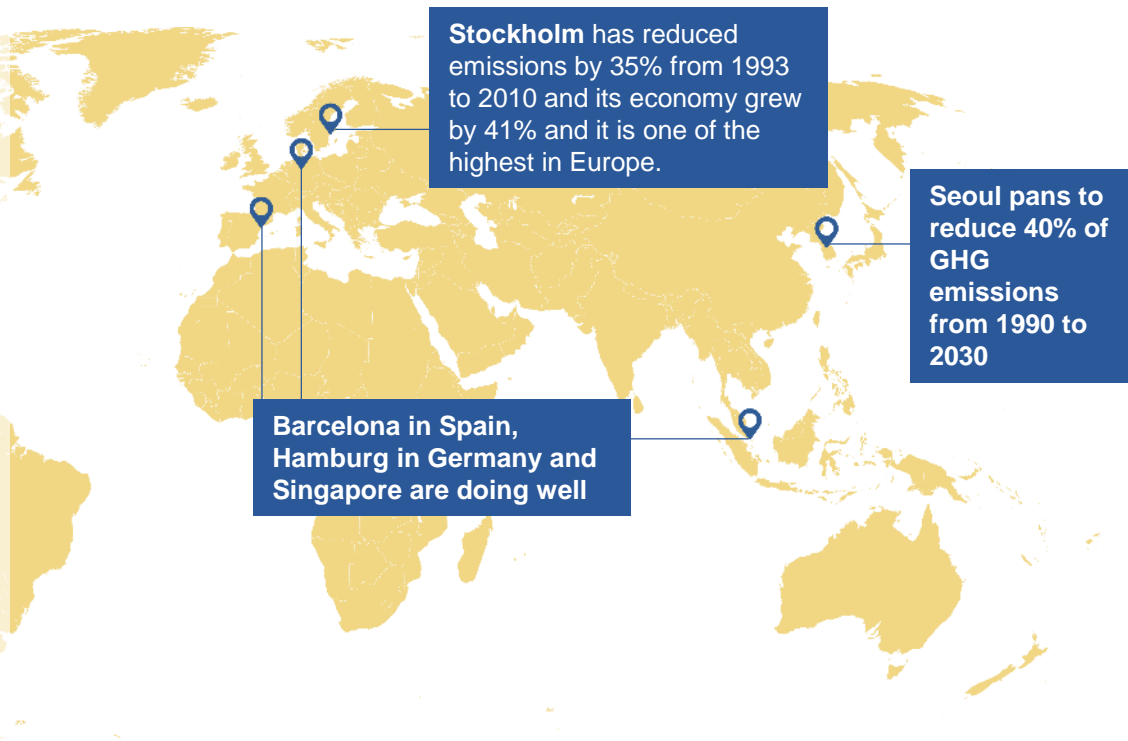 Stockholm has reduced
emissions by 35% from 1993
to 2010 and its economy grew
by 41% and it is one of the
highest in Europe.
Seoul pans to
reduce 40% of
GHG
emissions
from 1990 to
2030
Barcelona in Spain,
Hamburg in Germany and
Singapore are doing well